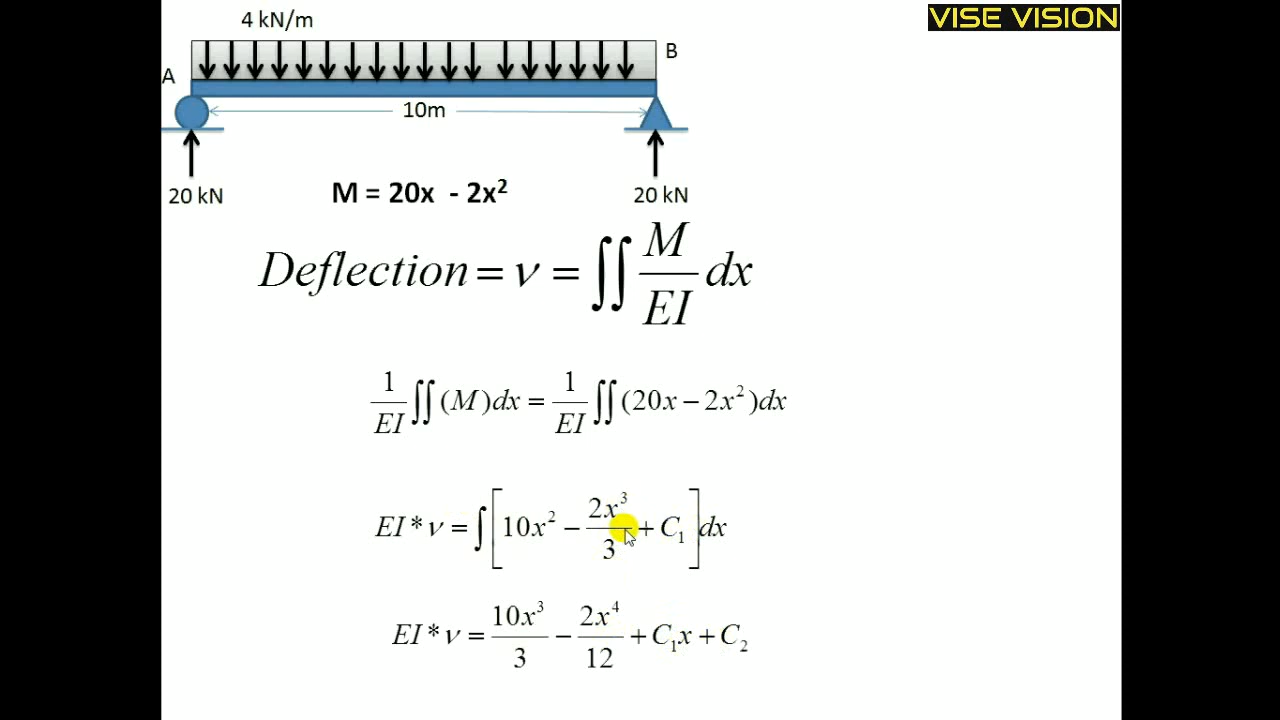 VISE VISION
4 kN/m
A
B
10m
20 kN
20 kN
M = 20x - 2x²
Deflection = ν = ∬ M/EI dx
1/EI ∬ (M)dx = 1/EI ∬ (20x − 2x²)dx
EI * ν = ∫ [10x² − 2x³/3 + C₁] dx
EI * ν = 10x³/3 − 2x⁴/12 + C₁x + C₂